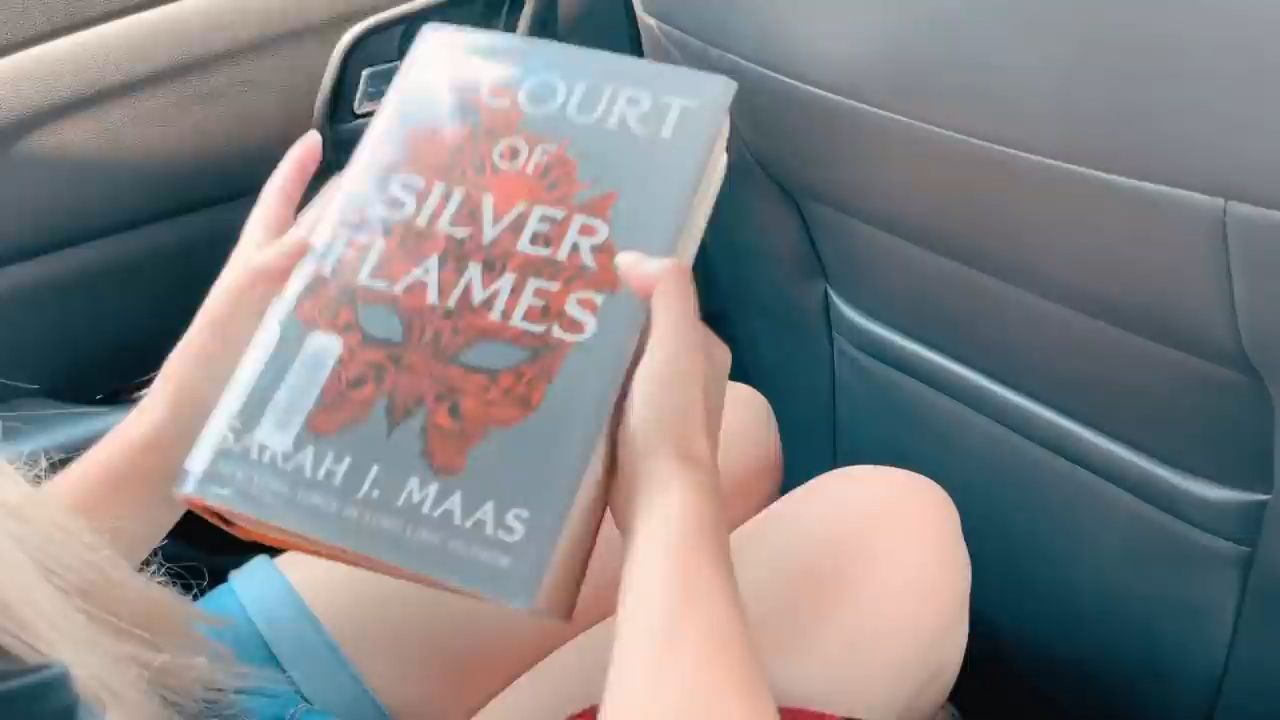 COURT
OF
SILVER
FLAMES
SARAH J. MAAS